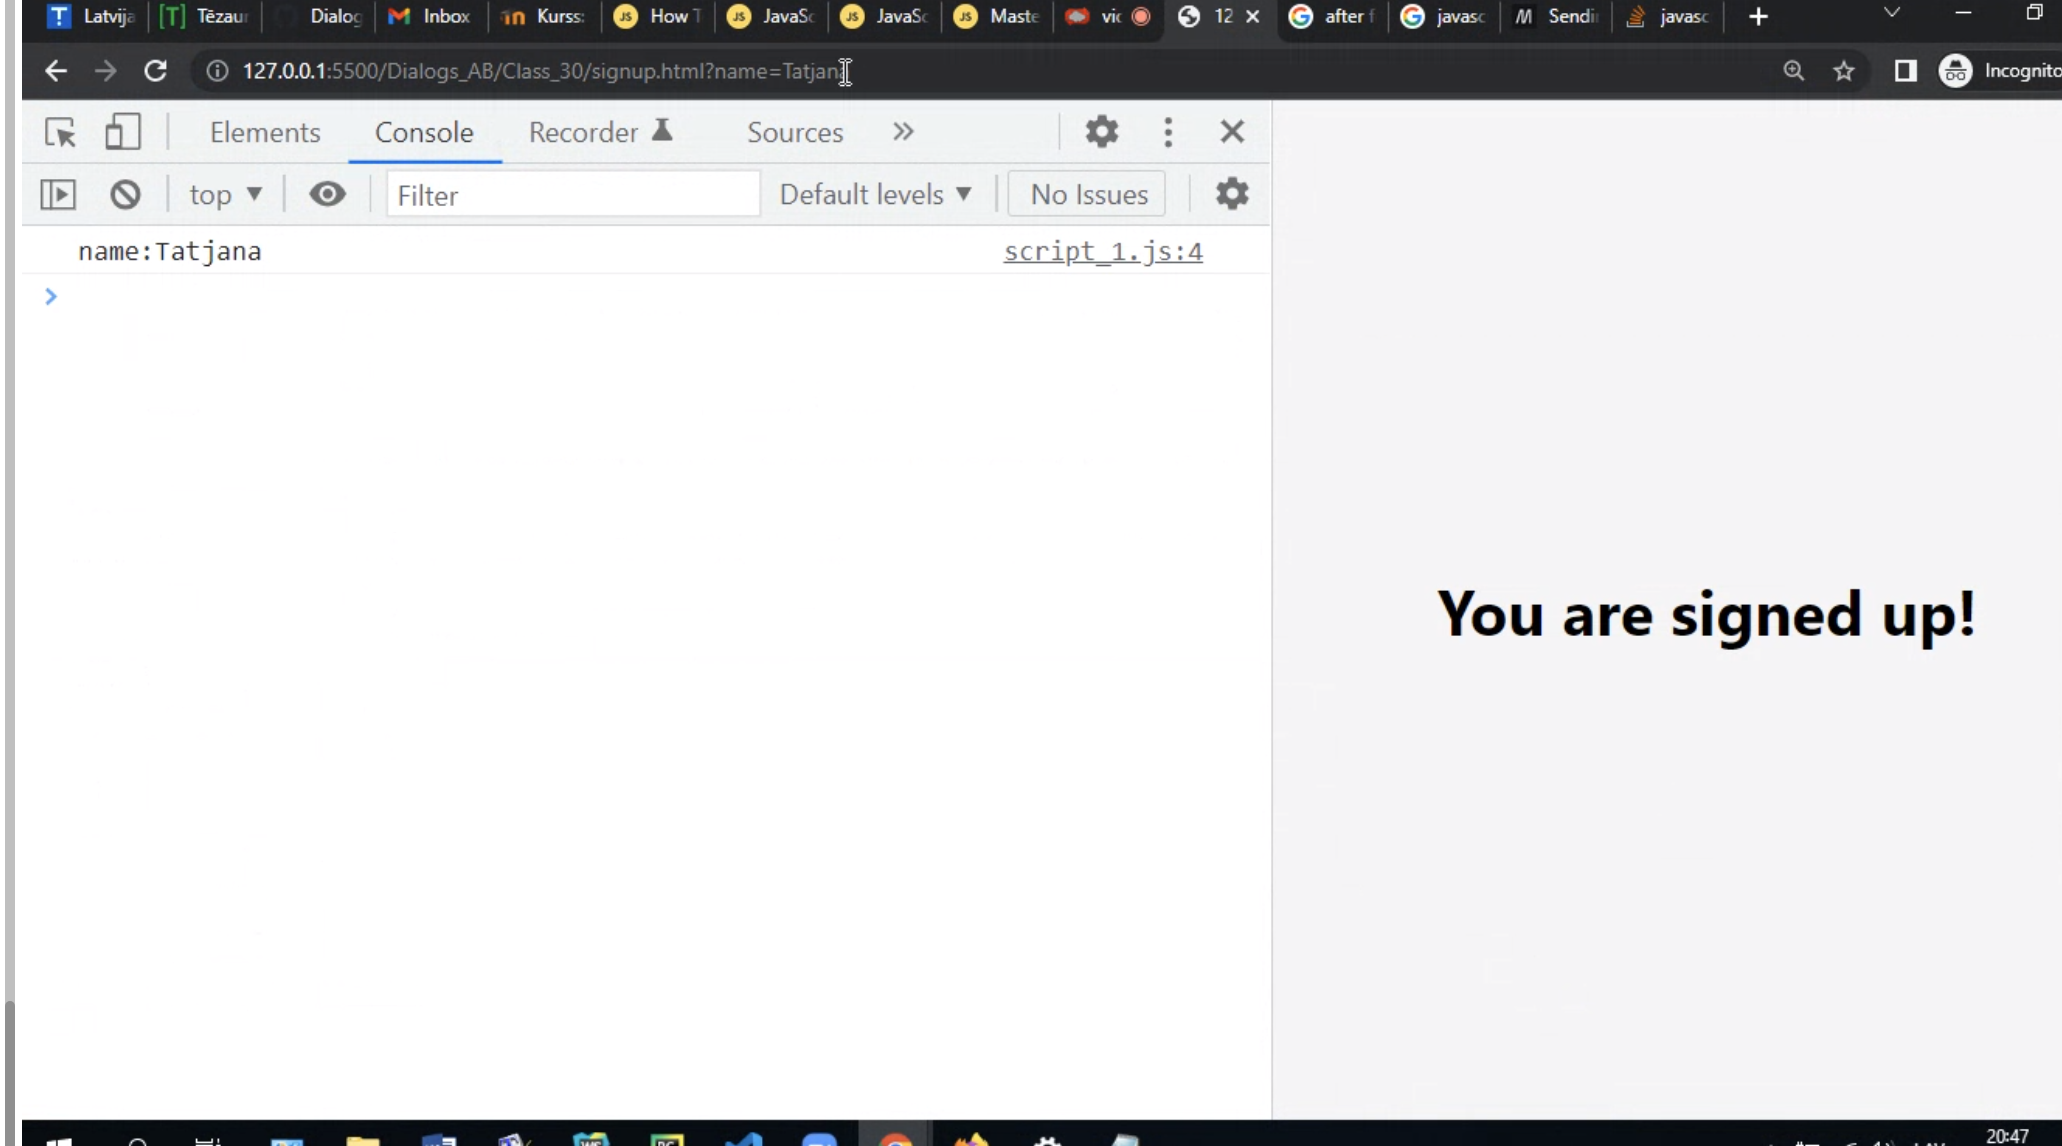 Latvija Tēzau Dialog Inbox Kurss: How T JavaSc JavaSc Maste vic 12 after f javasc Sendi javasc
127.0.0.1:5500/Dialogs_AB/Class_30/signup.html?name=Tatjana Incognito
Elements Console Recorder Sources
top Filter Default levels No Issues
name:Tatjana script_1.js:4
You are signed up!
20:47